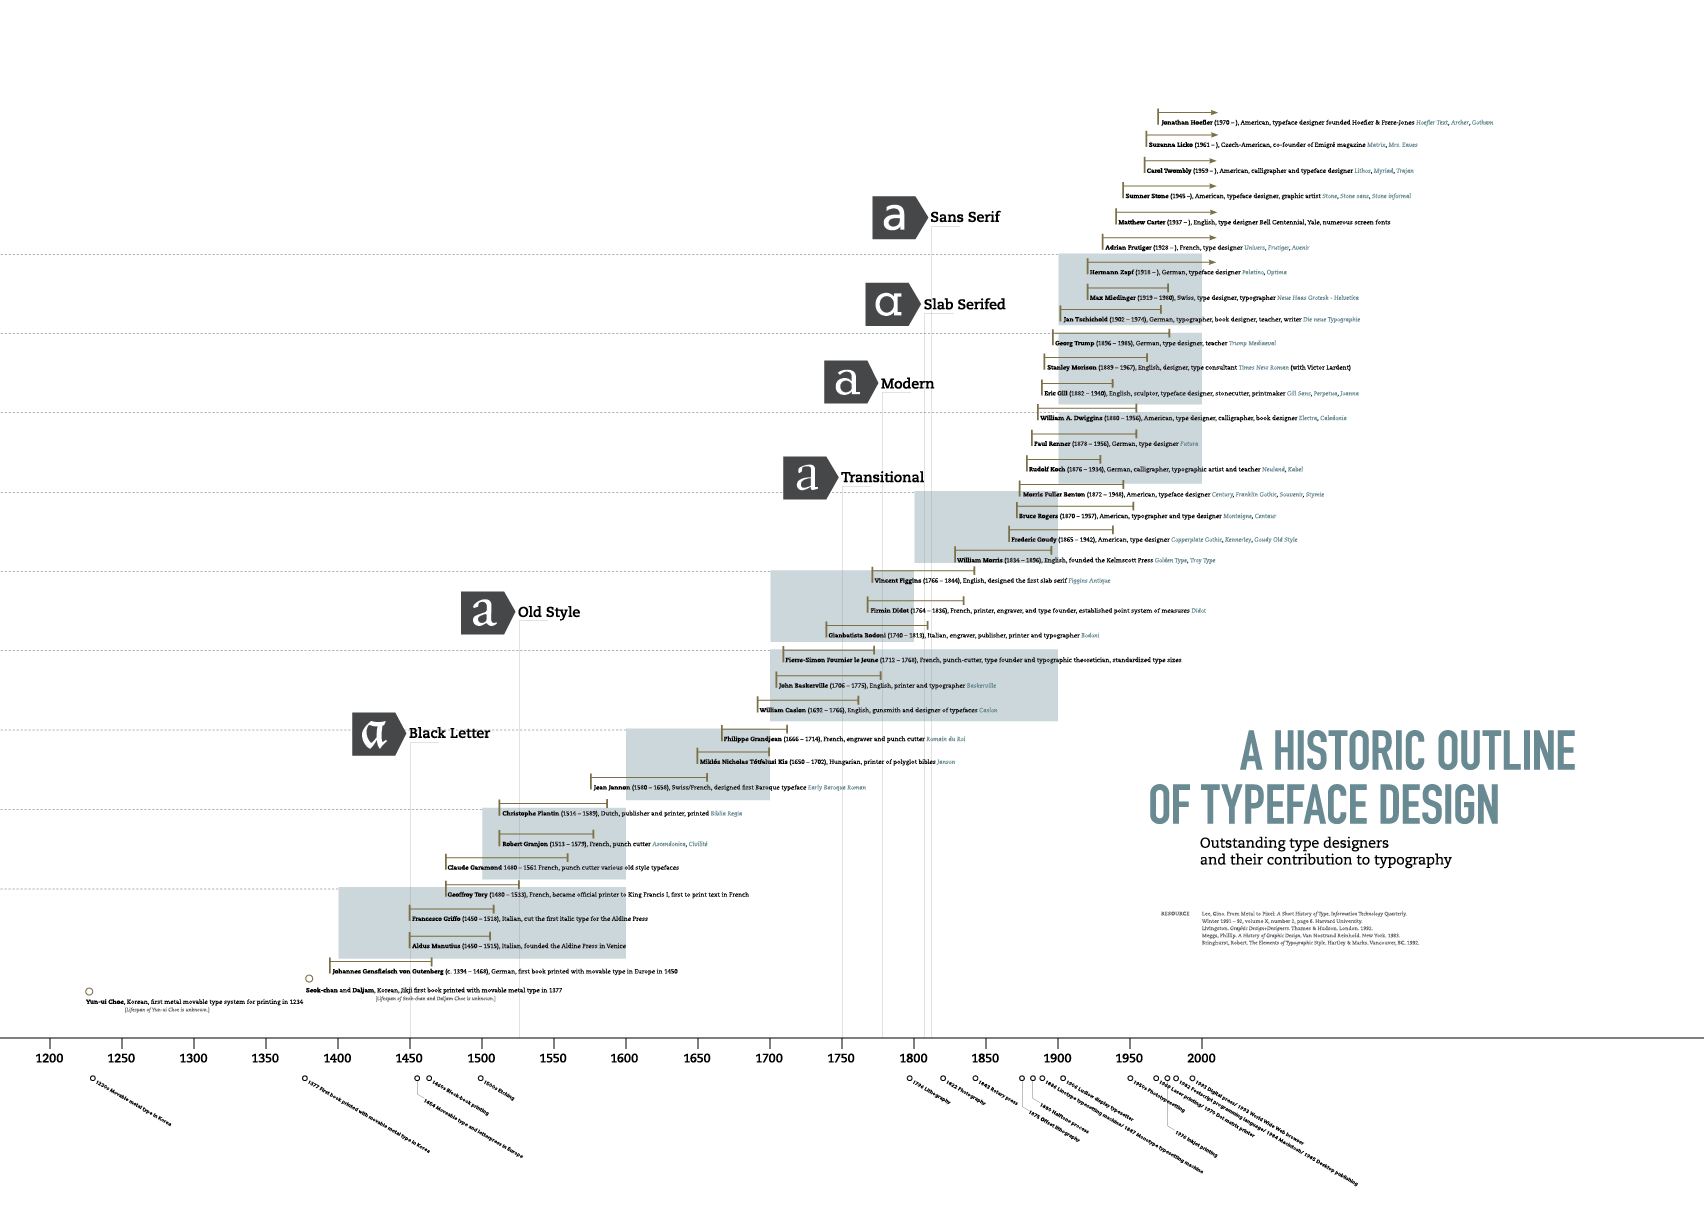 Jonathan Hoefler (1970 – ), American, typeface designer founded Hoefler & Frere-Jones Hoefler Text, Archer, Gotham
Suzanna Licko (1961 – ), Czech-American, co-founder of Emigré magazine Matrix, Mrs. Eaves
Carol Twombly (1959 – ), American, calligrapher and typeface designer Lithos, Myriad, Trajan
Sumner Stone (1945 –), American, typeface designer, graphic artist Stone, Stone sans, Stone informal
a Sans Serif
Matthew Carter (1937 – ), English, type designer Bell Centennial, Yale, numerous screen fonts
Adrian Frutiger (1928 – ), French, type designer Univers, Frutiger, Avenir
Hermann Zapf (1918 – ), German, typeface designer Palatino, Optima
Max Miedinger (1919 – 1980), Swiss, type designer, typographer Neue Haas Grotesk - Helvetica
a Slab Serifed
Jan Tschichold (1902 – 1974), German, typographer, book designer, teacher, writer Die neue Typographie
Georg Trump (1896 – 1985), German, type designer, teacher Trump Mediaeval
Stanley Morison (1889 – 1967), English, designer, type consultant Times New Roman (with Victor Lardent)
a Modern
Eric Gill (1882 – 1940), English, sculptor, typeface designer, stonecutter, printmaker Gill Sans, Perpetua, Joanna
William A. Dwiggins (1880 – 1956), American, type designer, calligrapher, book designer Electra, Caledonia
Paul Renner (1878 – 1956), German, type designer Futura
Rudolf Koch (1876 – 1934), German, calligrapher, typographic artist and teacher Neuland, Kabel
a Transitional
Morris Fuller Benton (1872 – 1948), American, typeface designer Century, Franklin Gothic, Souvenir, Stymie
Bruce Rogers (1870 – 1957), American, typographer and type designer Montaigne, Centaur
Frederic Goudy (1865 – 1942), American, type designer Copperplate Gothic, Kennerley, Goudy Old Style
William Morris (1834 – 1896), English, founded the Kelmscott Press Golden Type, Troy Type
Vincent Figgins (1766 – 1844), English, designed the first slab serif Figgins Antique
a Old Style
Firmin Didot (1764 – 1836), French, printer, engraver, and type founder, established point system of measures Didot
Gianbatista Bodoni (1740 – 1813), Italian, engraver, publisher, printer and typographer Bodoni
Pierre-Simon Fournier le Jeune (1712 – 1768), French, punch-cutter, type founder and typographic theoretician, standardized type sizes
John Baskerville (1706 – 1775), English, printer and typographer Baskerville
William Caslon (1692 – 1766), English, gunsmith and designer of typefaces Caslon
a Black Letter
Philippe Grandjean (1666 – 1714), French, engraver and punch cutter Romain du Roi
Miklós Nicholas Tótfalusi Kis (1650 – 1702), Hungarian, printer of polyglot bibles Janson
Jean Jannon (1580 – 1658), Swiss/French, designed first Baroque typeface Early Baroque Roman
Christophe Plantin (1514 – 1589), Dutch, publisher and printer, printed Biblia Regia
Robert Granjon (1513 – 1579), French, punch cutter Ascendonica, Civilité
Claude Garamond 1480 – 1561 French, punch cutter various old style typefaces
Geoffroy Tory (1480 – 1533), French, became official printer to King Francis I, first to print text in French
Francesco Griffo (1450 – 1518), Italian, cut the first italic type for the Aldine Press
Aldus Manutius (1450 – 1515), Italian, founded the Aldine Press in Venice
Johannes Gensfleisch von Gutenberg (c. 1394 – 1468), German, first book printed with movable type in Europe in 1450
Seok-chan and Daljam, Korean, Jikji first book printed with movable metal type in 1377
[Lifespan of Seok-chan and Daljam Choe is unknown.]
Yun-ui Choe, Korean, first metal movable type system for printing in 1234
[Lifespan of Yun-ui Choe is unknown.]
A HISTORIC OUTLINE
OF TYPEFACE DESIGN
Outstanding type designers
and their contribution to typography
RESOURCE
Lee, Gino. From Metal to Pixel: A Short History of Type, Information Technology Quarterly.
Winter 1991 – 92, volume X, number 2, page 6. Harvard University.
Livingston. Graphic Design+Designers. Thames & Hudson. London. 1992.
Meggs, Phillip. A History of Graphic Design. Van Nostrand Reinhold. New York. 1983.
Bringhurst, Robert. The Elements of Typographic Style. Hartley & Marks. Vancouver, BC. 1992.
1200 1250 1300 1350 1400 1450 1500 1550 1600 1650 1700 1750 1800 1850 1900 1950 2000
1230s Movable metal type in Korea
1377 First book printed with movable metal type in Korea
1454 Movable type and letterpress in Europe
1460s Block-book printing
1500s Etching
1796 Lithography
1822 Photography
1843 Rotary press
1875 Offset lithography
1885 Halftone process
1886 Linotype typesetting machine/ 1887 Monotype typesetting machine
1906 Ludlow display typesetter
1950s Phototypesetting
1969 Laser printing/ 1970 Dot matrix printer
1976 Inkjet printing
1982 Postscript programming language/ 1984 Macintosh/ 1985 Desktop publishing
1993 Digital press/ 1993 World Wide Web browser